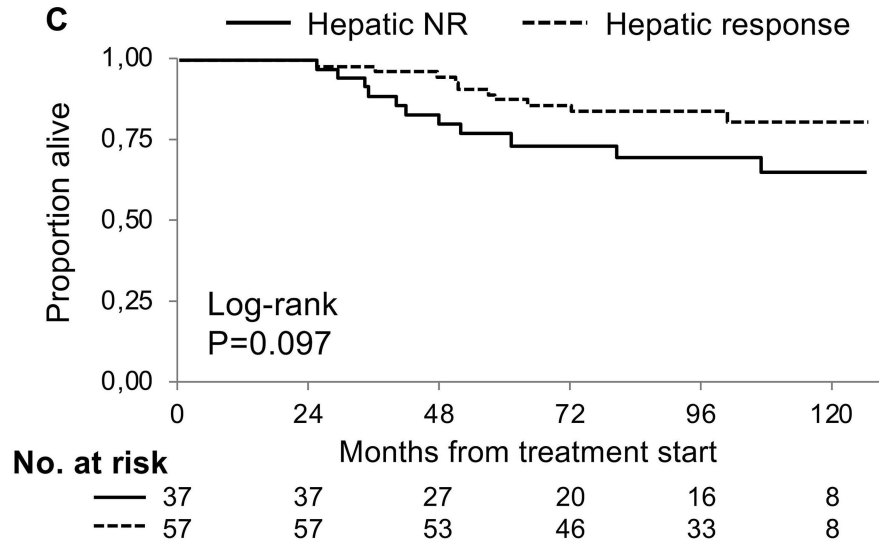 C
Hepatic NR
Hepatic response
1,00
0,75
0,50
0,25
0,00
Proportion alive
Log-rank
P=0.097
0 24 48 72 96 120
Months from treatment start
No. at risk
37 37 27 20 16 8
57 57 53 46 33 8